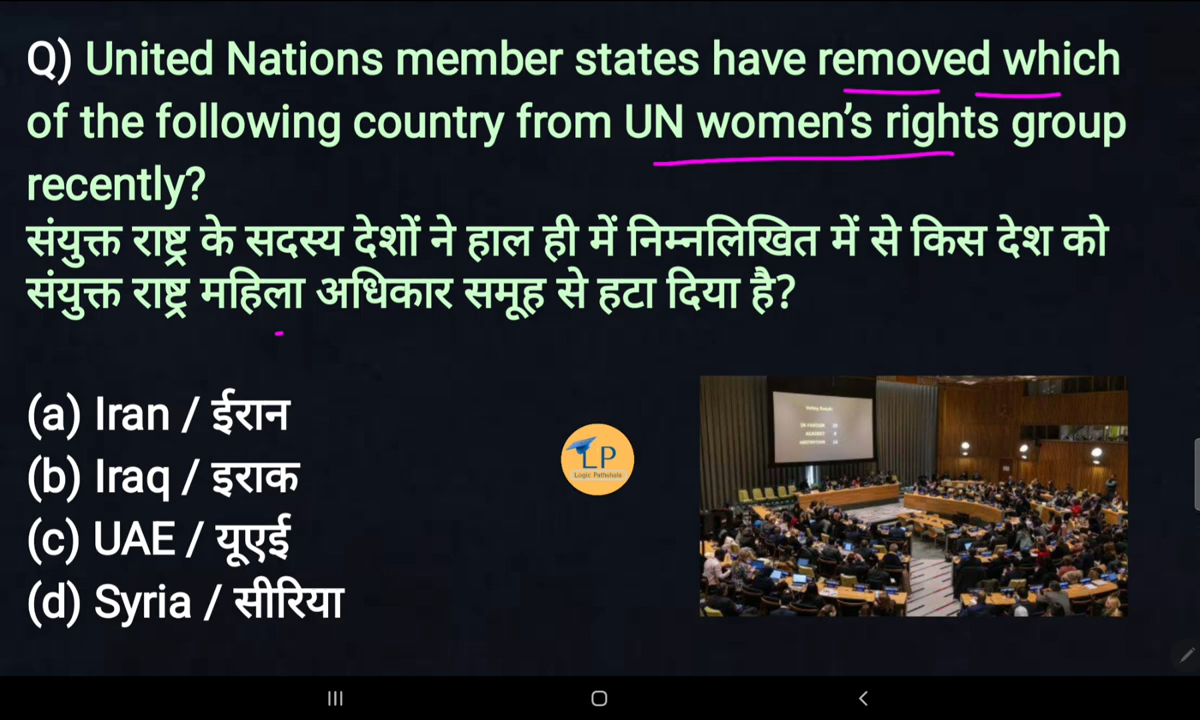 Q) United Nations member states have removed which
of the following country from UN women's rights group
recently?
संयुक्त राष्ट्र के सदस्य देशों ने हाल ही में निम्नलिखित में से किस देश को
संयुक्त राष्ट्र महिला अधिकार समूह से हटा दिया है?
(a) Iran / ईरान
(b) Iraq / इराक
(c) UAE / यूएई
(d) Syria / सीरिया
LP
Logic Pathshala